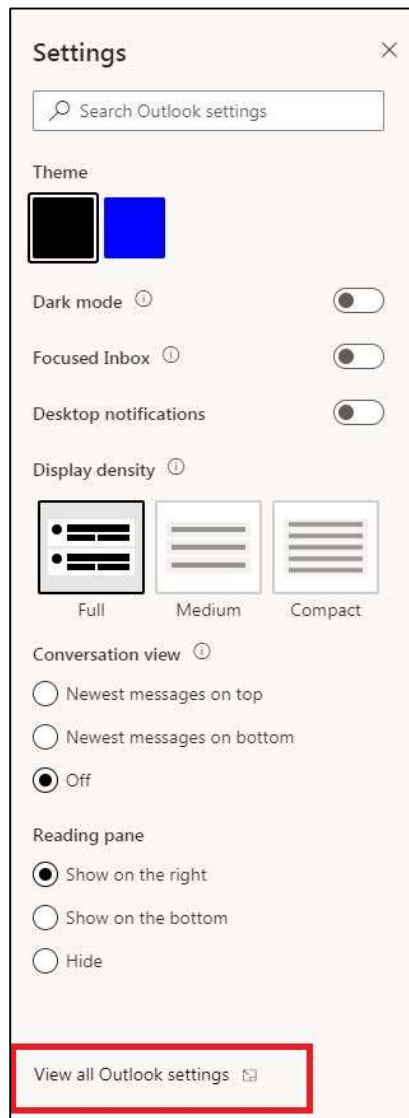 Settings
Search Outlook settings
Theme
Dark mode
Focused Inbox
Desktop notifications
Display density
Full Medium Compact
Conversation view
Newest messages on top
Newest messages on bottom
Off
Reading pane
Show on the right
Show on the bottom
Hide
View all Outlook settings